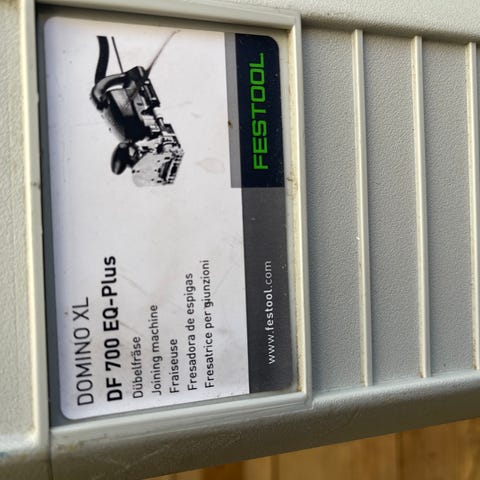 DOMINO XL
DF 700 EQ-Plus
Dübelfräse
Joining machine
Fraiseuse
Fresadora de espigas
Fresatrice per giunzioni
www.festool.com
FESTOOL